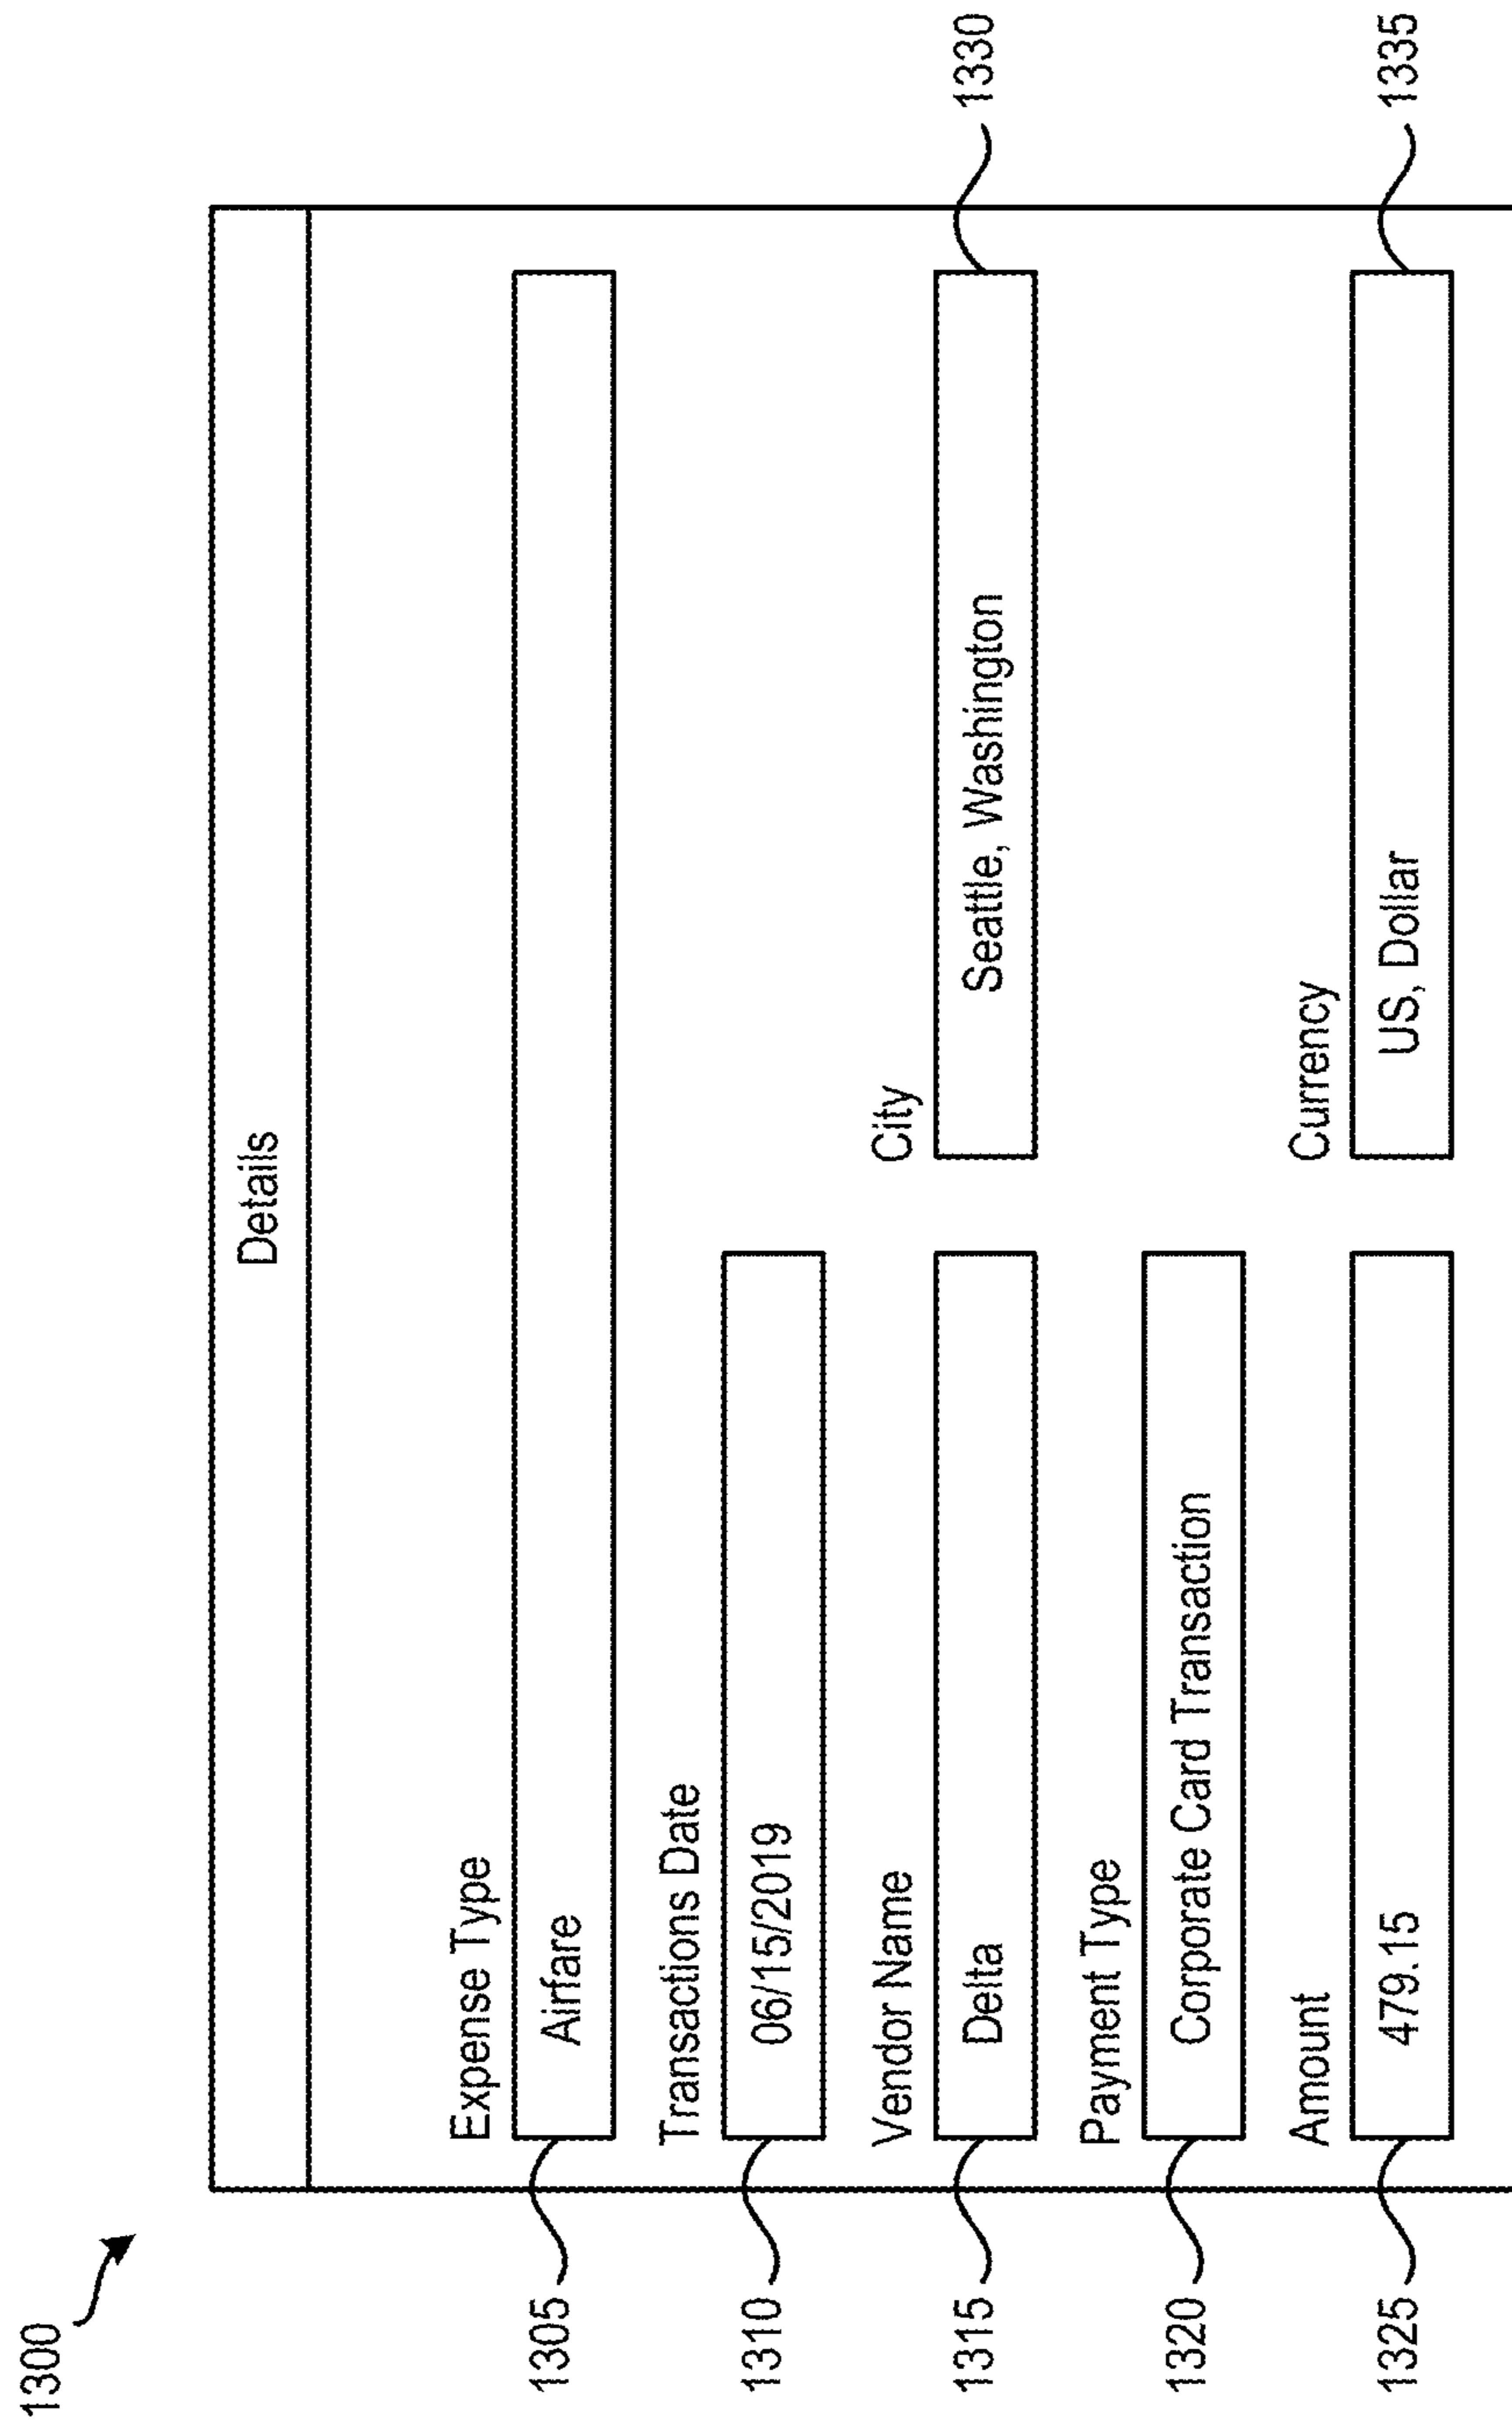 1300
Details
Expense Type
1305
Airfare
Transactions Date
1310
06/15/2019
Vendor Name
City
1315
Delta
Seattle, Washington
1330
Payment Type
1320
Corporate Card Transaction
Amount
Currency
1325
479.15
US, Dollar
1335